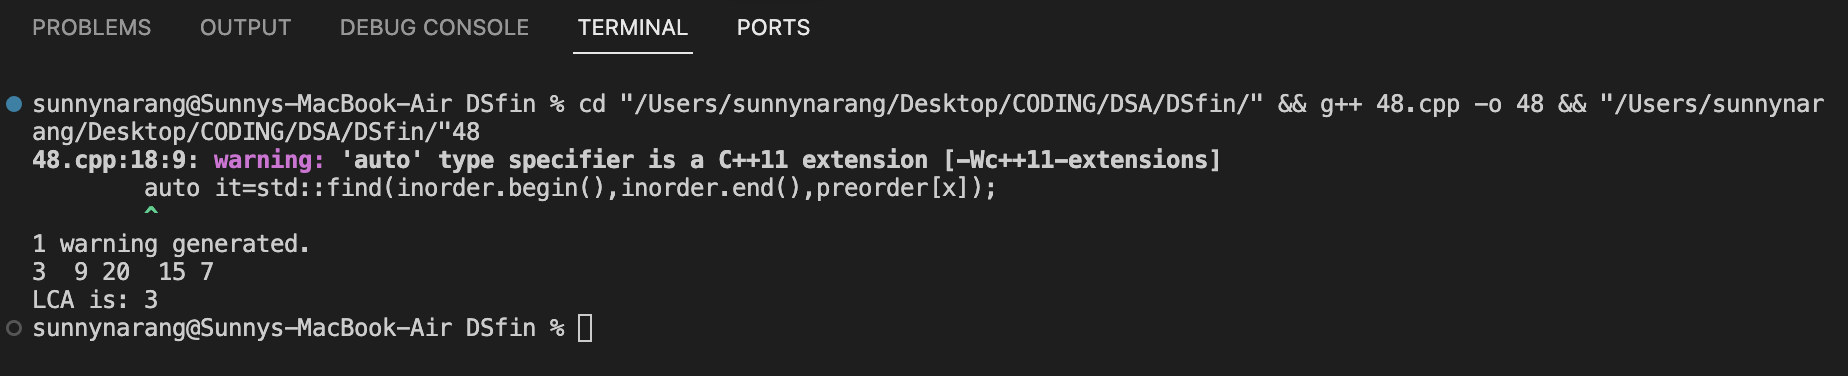 PROBLEMS OUTPUT DEBUG CONSOLE TERMINAL PORTS
sunnynarang@Sunnys-MacBook-Air DSfin % cd "/Users/sunnynarang/Desktop/CODING/DSA/DSfin/" && g++ 48.cpp -o 48 && "/Users/sunnynar
ang/Desktop/CODING/DSA/DSfin/"48
48.cpp:18:9: warning: 'auto' type specifier is a C++11 extension [-Wc++11-extensions]
        auto it=std::find(inorder.begin(),inorder.end(),preorder[x]);
        ^
1 warning generated.
3  9 20  15 7
LCA is: 3
sunnynarang@Sunnys-MacBook-Air DSfin %